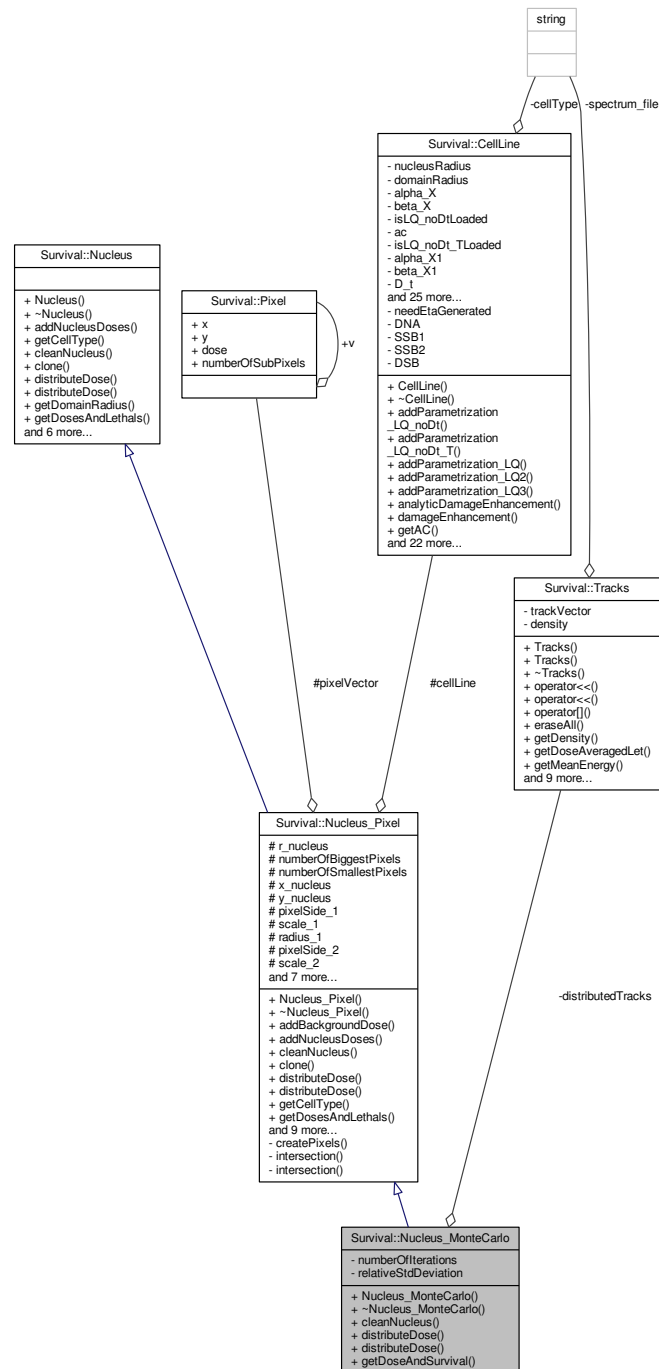 string
-cellType
-spectrum_file
Survival::CellLine
- nucleusRadius
- domainRadius
- alpha_X
- beta_X
- isLQ_noDtLoaded
- ac
- isLQ_noDt_TLoaded
- alpha_X1
- beta_X1
- D_t
and 25 more...
- needEtaGenerated
- DNA
- SSB1
- SSB2
- DSB
+ CellLine()
+ ~CellLine()
+ addParametrization
_LQ_noDt()
+ addParametrization
_LQ_noDt_T()
+ addParametrization_LQ()
+ addParametrization_LQ2()
+ addParametrization_LQ3()
+ analyticDamageEnhancement()
+ damageEnhancement()
+ getAC()
and 22 more...
Survival::Nucleus
+ Nucleus()
+ ~Nucleus()
+ addNucleusDoses()
+ getCellType()
+ cleanNucleus()
+ clone()
+ distributeDose()
+ distributeDose()
+ getDomainRadius()
+ getDosesAndLethals()
and 6 more...
Survival::Pixel
+ x
+ y
+ dose
+ numberOfSubPixels
+v
Survival::Tracks
- trackVector
- density
+ Tracks()
+ Tracks()
+ ~Tracks()
+ operator<<()
+ operator<<()
+ operator[]()
+ eraseAll()
+ getDensity()
+ getDoseAveragedLet()
+ getMeanEnergy()
and 9 more...
#pixelVector
#cellLine
Survival::Nucleus_Pixel
# r_nucleus
# numberOfBiggestPixels
# numberOfSmallestPixels
# x_nucleus
# y_nucleus
# pixelSide_1
# scale_1
# radius_1
# pixelSide_2
# scale_2
and 7 more...
+ Nucleus_Pixel()
+ ~Nucleus_Pixel()
+ addBackgroundDose()
+ addNucleusDoses()
+ cleanNucleus()
+ clone()
+ distributeDose()
+ distributeDose()
+ getCellType()
+ getDosesAndLethals()
and 9 more...
- createPixels()
- intersection()
- intersection()
-distributedTracks
Survival::Nucleus_MonteCarlo
- numberOfIterations
- relativeStdDeviation
+ Nucleus_MonteCarlo()
+ ~Nucleus_MonteCarlo()
+ cleanNucleus()
+ distributeDose()
+ distributeDose()
+ getDoseAndSurvival()